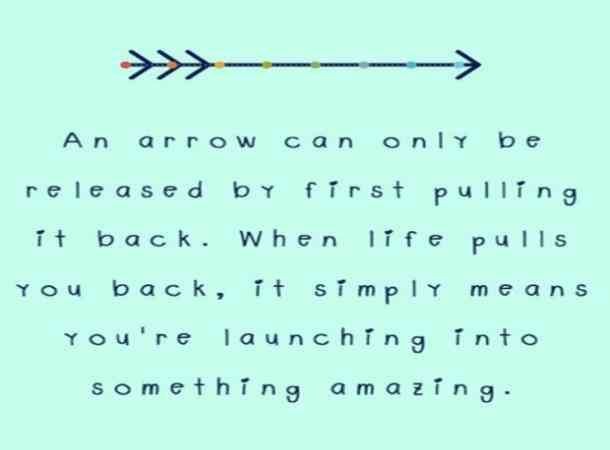 An arrow can only be
released by first pulling
it back. When life pulls
you back, it simply means
you're launching into
something amazing.